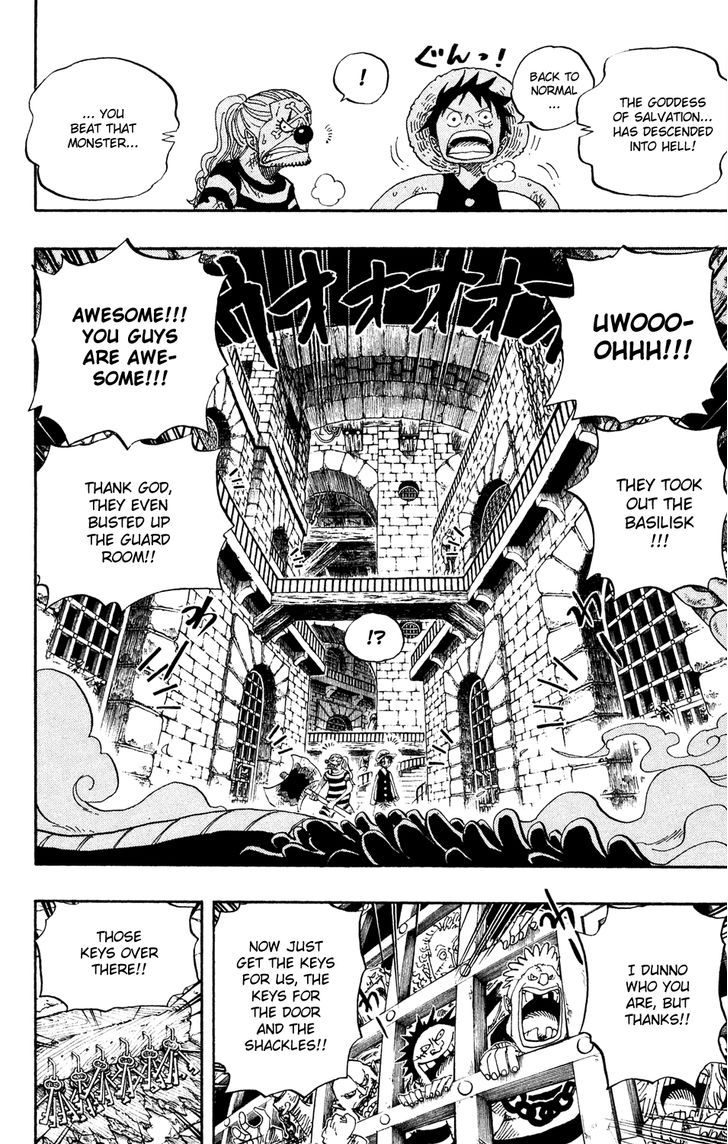 THE GODDESS
OF SALVATION...
HAS DESCENDED
INTO HELL!
BACK TO
NORMAL
...
ぐんっ!
!
... YOU
BEAT THAT
MONSTER...
UWOOO-
OHHH!!!
ウオオオオオ
AWESOME!!!
YOU GUYS
ARE AWE-
SOME!!!
THEY TOOK
OUT THE
BASILISK
!!!
THANK GOD,
THEY EVEN
BUSTED UP
THE GUARD
ROOM!!
!?
I DUNNO
WHO YOU
ARE, BUT
THANKS!!
NOW JUST
GET THE KEYS
FOR US, THE
KEYS FOR
THE DOOR
AND THE
SHACKLES!!
THOSE
KEYS OVER
THERE!!